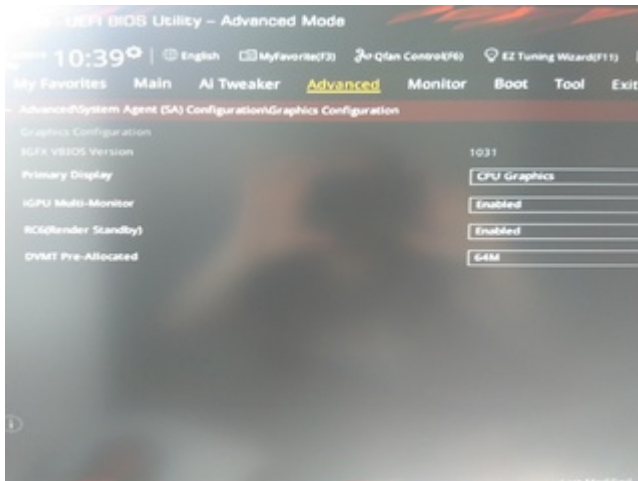 UEFI BIOS Utility – Advanced Mode
10:39 English MyFavorite(F3) Qfan Control(F6) EZ Tuning Wizard(F11)
My Favorites Main Ai Tweaker Advanced Monitor Boot Tool Exit
Advanced\System Agent (SA) Configuration\Graphics Configuration
Graphics Configuration
IGFX VBIOS Version 1031
Primary Display CPU Graphics
iGPU Multi-Monitor Enabled
RC6(Render Standby) Enabled
DVMT Pre-Allocated 64M